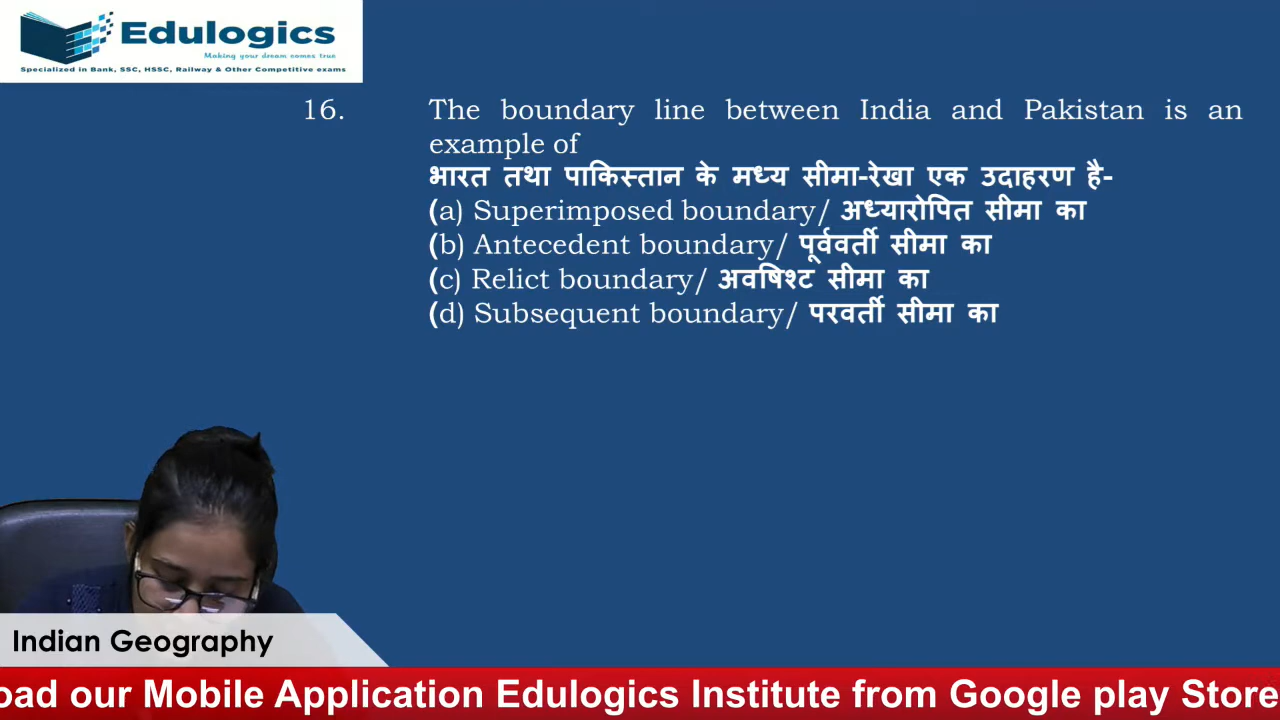 Edulogics
Making your dream comes true
Specialized in Bank, SSC, HSSC, Railway & Other Competitive exams
16. The boundary line between India and Pakistan is an
example of
भारत तथा पाकिस्तान के मध्य सीमा-रेखा एक उदाहरण है-
(a) Superimposed boundary/ अध्यारोपित सीमा का
(b) Antecedent boundary/ पूर्ववर्ती सीमा का
(c) Relict boundary/ अवषिश्ट सीमा का
(d) Subsequent boundary/ परवर्ती सीमा का
Indian Geography
oad our Mobile Application Edulogics Institute from Google play Store